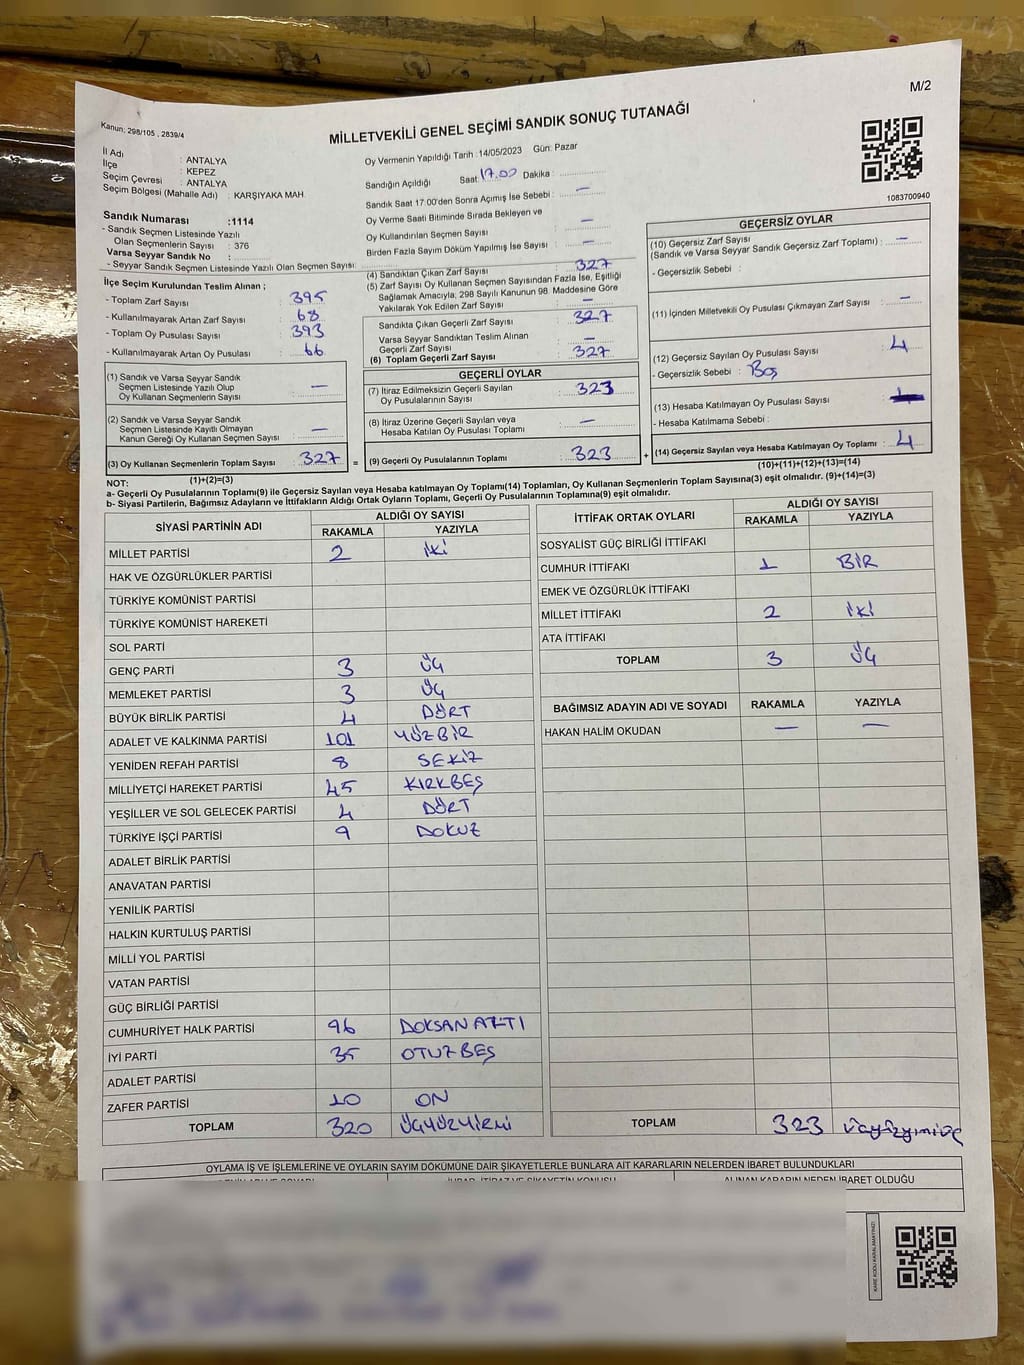 M/2
Kanun; 298/105 , 2839/4
MİLLETVEKİLİ GENEL SEÇİMİ SANDIK SONUÇ TUTANAĞI
İl Adı : ANTALYA
İlçe : KEPEZ
Seçim Çevresi : ANTALYA
Seçim Bölgesi (Mahalle Adı) : KARŞIYAKA MAH.
Sandık Numarası :1114
- Sandık Seçmen Listesinde Yazılı
Olan Seçmenlerin Sayısı : 376
Varsa Seyyar Sandık No :
- Seyyar Sandık Seçmen Listesinde Yazılı Olan Seçmen Sayısı:
İlçe Seçim Kurulundan Teslim Alınan ;
- Toplam Zarf Sayısı : 395
- Kullanılmayarak Artan Zarf Sayısı : 68
- Toplam Oy Pusulası Sayısı : 393
- Kullanılmayarak Artan Oy Pusulası : 66
(1) Sandık ve Varsa Seyyar Sandık
Seçmen Listesinde Yazılı Olup
Oy Kullanan Seçmenlerin Sayısı : —
(2) Sandık ve Varsa Seyyar Sandık
Seçmen Listesinde Kayıtlı Olmayan
Kanun Gereği Oy Kullanan Seçmen Sayısı : —
(3) Oy Kullanan Seçmenlerin Toplam Sayısı : 327
(1)+(2)=(3)
Oy Vermenin Yapıldığı Tarih :14/05/2023 Gün: Pazar
Sandığın Açıldığı Saat: 17.00 Dakika :
Sandık Saat 17.00'den Sonra Açımış İse Sebebi : —
Oy Verme Saati Bitiminde Sırada Bekleyen ve
Oy Kullandırılan Seçmen Sayısı : —
Birden Fazla Sayım Döküm Yapılmış İse Sayısı : —
(4) Sandıktan Çıkan Zarf Sayısı : 327
(5) Zarf Sayısı Oy Kullanan Seçmen Sayısından Fazla İse, Eşitliği
Sağlamak Amacıyla; 298 Sayılı Kanunun 98. Maddesine Göre
Yakılarak Yok Edilen Zarf Sayısı : —
Sandıkta Çıkan Geçerli Zarf Sayısı : 327
Varsa Seyyar Sandıktan Teslim Alınan
Geçerli Zarf Sayısı : —
(6) Toplam Geçerli Zarf Sayısı : 327
GEÇERLİ OYLAR
(7) İtiraz Edilmeksizin Geçerli Sayılan
Oy Pusulalarının Sayısı : 323
(8) İtiraz Üzerine Geçerli Sayılan veya
Hesaba Katılan Oy Pusulası Toplamı : —
= (9) Geçerli Oy Pusulalarının Toplamı : 323 +
1083700940
GEÇERSİZ OYLAR
(10) Geçersiz Zarf Sayısı
(Sandık ve Varsa Seyyar Sandık Geçersiz Zarf Toplamı) : —
- Geçersizlik Sebebi :
(11) İçinden Milletvekili Oy Pusulası Çıkmayan Zarf Sayısı : —
(12) Geçersiz Sayılan Oy Pusulası Sayısı : 4
- Geçersizlik Sebebi : Boş
(13) Hesaba Katılmayan Oy Pusulası Sayısı :
- Hesaba Katılmama Sebebi :
(14) Geçersiz Sayılan veya Hesaba Katılmayan Oy Toplamı : 4
(10)+(11)+(12)+(13)=(14)
NOT:
a- Geçerli Oy Pusulalarının Toplamı(9) ile Geçersiz Sayılan veya Hesaba katılmayan Oy Toplamı(14) Toplamları, Oy Kullanan Seçmenlerin Toplam Sayısına(3) eşit olmalıdır. (9)+(14)=(3)
b- Siyasi Partilerin, Bağımsız Adayların ve İttifakların Aldığı Ortak Oyların Toplamı, Geçerli Oy Pusulalarının Toplamına(9) eşit olmalıdır.
SİYASİ PARTİNİN ADI ALDIĞI OY SAYISI
RAKAMLA YAZIYLA
MİLLET PARTİSİ 2 İKİ
HAK VE ÖZGÜRLÜKLER PARTİSİ
TÜRKİYE KOMÜNİST PARTİSİ
TÜRKİYE KOMÜNİST HAREKETİ
SOL PARTİ
GENÇ PARTİ 3 ÜÇ
MEMLEKET PARTİSİ 3 ÜÇ
BÜYÜK BİRLİK PARTİSİ 4 DÖRT
ADALET VE KALKINMA PARTİSİ 101 YÜZBİR
YENİDEN REFAH PARTİSİ 8 SEKİZ
MİLLİYETÇİ HAREKET PARTİSİ 45 KIRKBEŞ
YEŞİLLER VE SOL GELECEK PARTİSİ 4 DÖRT
TÜRKİYE İŞÇİ PARTİSİ 9 DOKUZ
ADALET BİRLİK PARTİSİ
ANAVATAN PARTİSİ
YENİLİK PARTİSİ
HALKIN KURTULUŞ PARTİSİ
MİLLİ YOL PARTİSİ
VATAN PARTİSİ
GÜÇ BİRLİĞİ PARTİSİ
CUMHURİYET HALK PARTİSİ 96 DOKSANALTI
İYİ PARTİ 35 OTUZBEŞ
ADALET PARTİSİ
ZAFER PARTİSİ 10 ON
TOPLAM 320 ÜÇYÜZYİRMİ
İTTİFAK ORTAK OYLARI ALDIĞI OY SAYISI
RAKAMLA YAZIYLA
SOSYALİST GÜÇ BİRLİĞİ İTTİFAKI
CUMHUR İTTİFAKI 1 BİR
EMEK VE ÖZGÜRLÜK İTTİFAKI
MİLLET İTTİFAKI 2 İKİ
ATA İTTİFAKI
TOPLAM 3 ÜÇ
BAĞIMSIZ ADAYIN ADI VE SOYADI RAKAMLA YAZIYLA
HAKAN HALİM OKUDAN — —
TOPLAM 323
OYLAMA İŞ VE İŞLEMLERİNE VE OYLARIN SAYIM DÖKÜMÜNE DAİR ŞİKAYETLERLE BUNLARA AİT KARARLARIN NELERDEN İBARET BULUNDUKLARI
ALINAN KARARIN NEDEN İBARET OLDUĞU